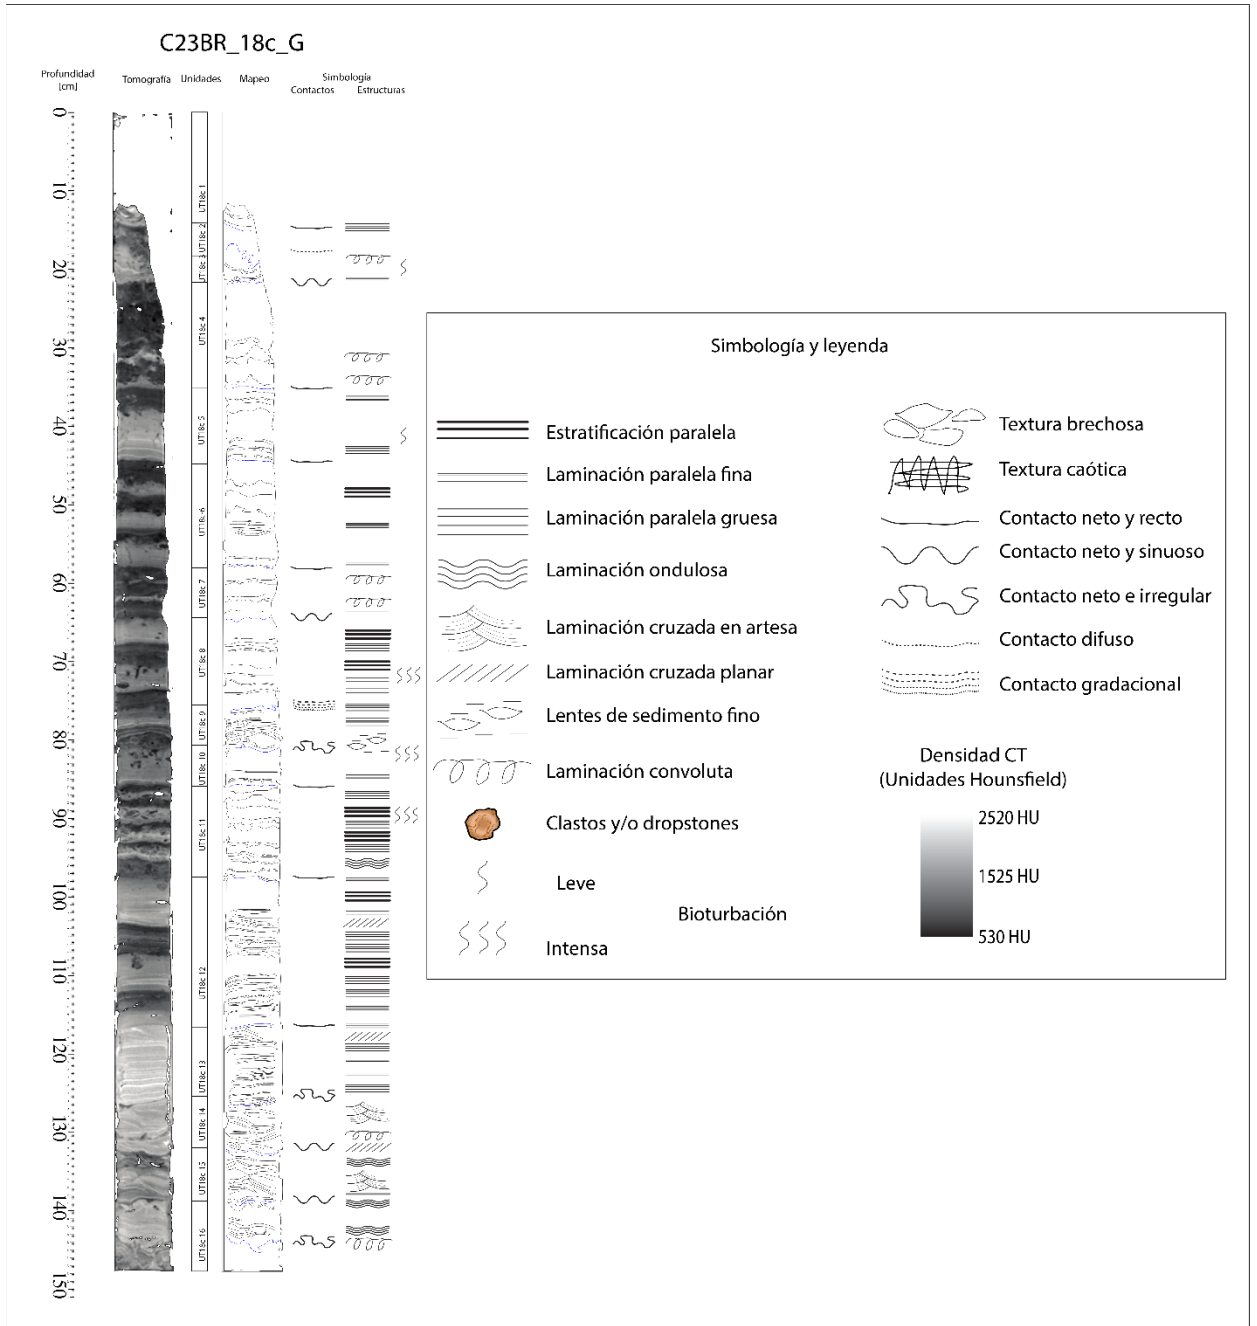 C23BR_18c_G
Profundidad
[cm]
Tomografía
Unidades
Mapeo
Simbología
Contactos
Estructuras
0
10
20
30
40
50
60
70
80
90
100
110
120
130
140
150
UT18c 1
UT18c 2
UT18c 3
UT18c 4
UT18c 5
UT18c 6
UT18c 7
UT18c 8
UT18c 9
UT18c 10
UT18c 11
UT18c 12
UT18c 13
UT18c 14
UT18c 15
UT18c 16
Simbología y leyenda
Estratificación paralela
Laminación paralela fina
Laminación paralela gruesa
Laminación ondulosa
Laminación cruzada en artesa
Laminación cruzada planar
Lentes de sedimento fino
Laminación convoluta
Clastos y/o dropstones
Leve
Bioturbación
Intensa
Textura brechosa
Textura caótica
Contacto neto y recto
Contacto neto y sinuoso
Contacto neto e irregular
Contacto difuso
Contacto gradacional
Densidad CT
(Unidades Hounsfield)
2520 HU
1525 HU
530 HU